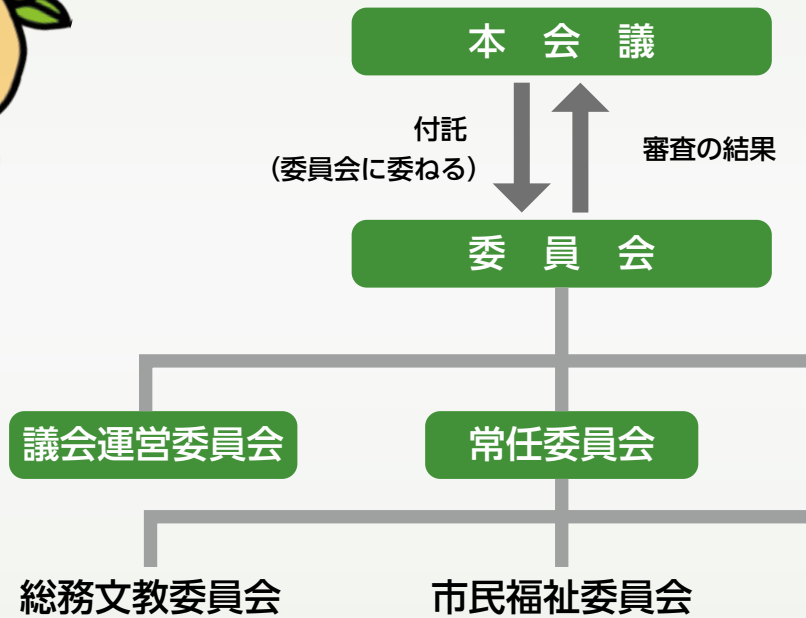 本　会　議
付託
（委員会に委ねる）
審査の結果
委　員　会
議会運営委員会
常任委員会
総務文教委員会
市民福祉委員会